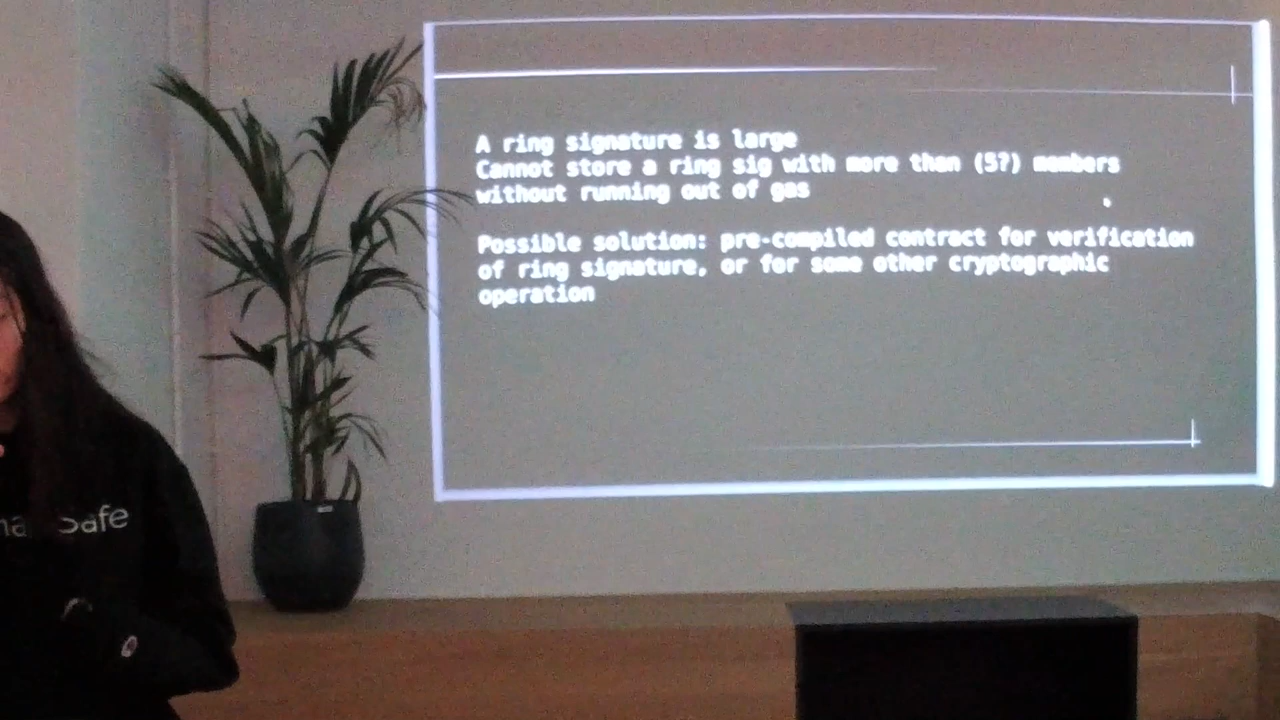 A ring signature is large
Cannot store a ring sig with more than (5?) members
without running out of gas
Possible solution: pre-compiled contract for verification
of ring signature, or for some other cryptographic
operation
Safe